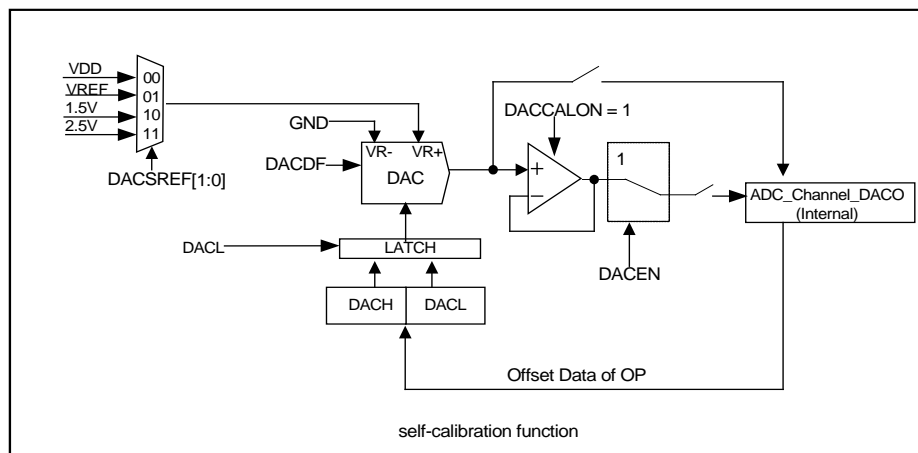 VDD
VREF
1.5V
2.5V
00
01
10
11
DACSREF[1:0]
GND
DACDF
VR- VR+
DAC
DACCALON = 1
+
-
1
DACEN
ADC_Channel_DACO
(Internal)
DACL
LATCH
DACH DACL
Offset Data of OP
self-calibration function